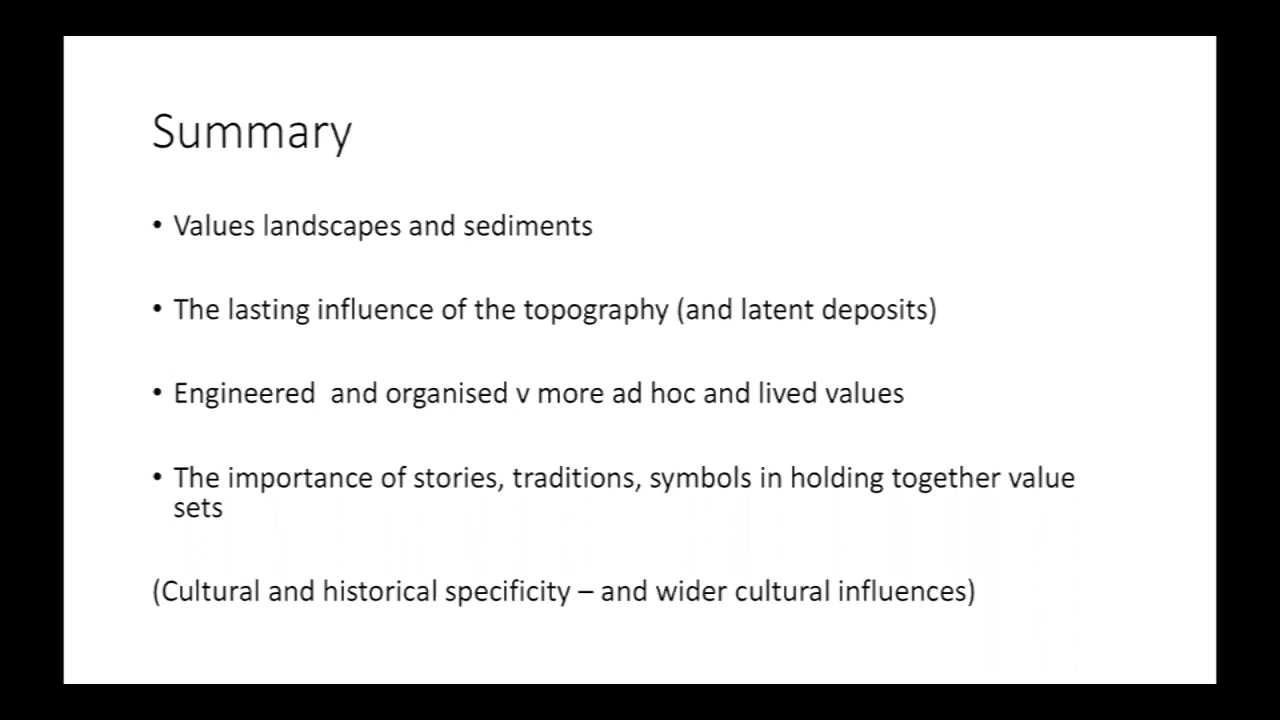 Summary
• Values landscapes and sediments
• The lasting influence of the topography (and latent deposits)
• Engineered  and organised v more ad hoc and lived values
• The importance of stories, traditions, symbols in holding together value
sets
(Cultural and historical specificity – and wider cultural influences)